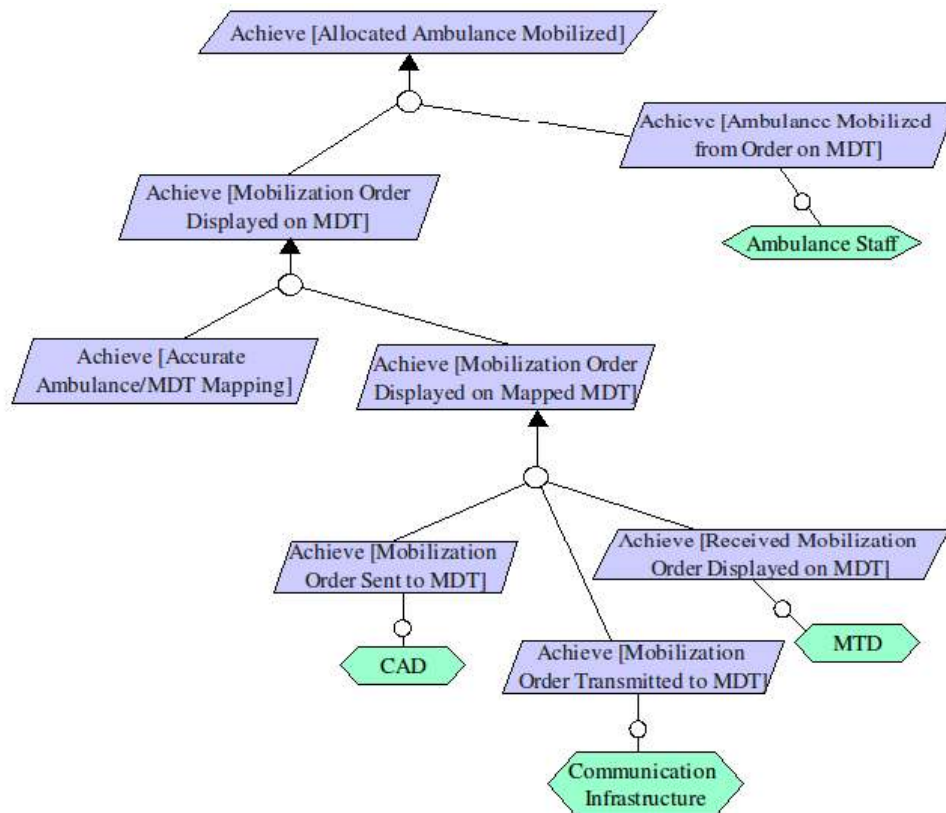 Achieve [Allocated Ambulance Mobilized]
Achieve [Ambulance Mobilized
from Order on MDT]
Achieve [Mobilization Order
Displayed on MDT]
Ambulance Staff
Achieve [Accurate
Ambulance/MDT Mapping]
Achieve [Mobilization Order
Displayed on Mapped MDT]
Achieve [Mobilization
Order Sent to MDT]
Achieve [Received Mobilization
Order Displayed on MDT]
CAD
MTD
Achieve [Mobilization
Order Transmitted to MDT]
Communication
Infrastructure